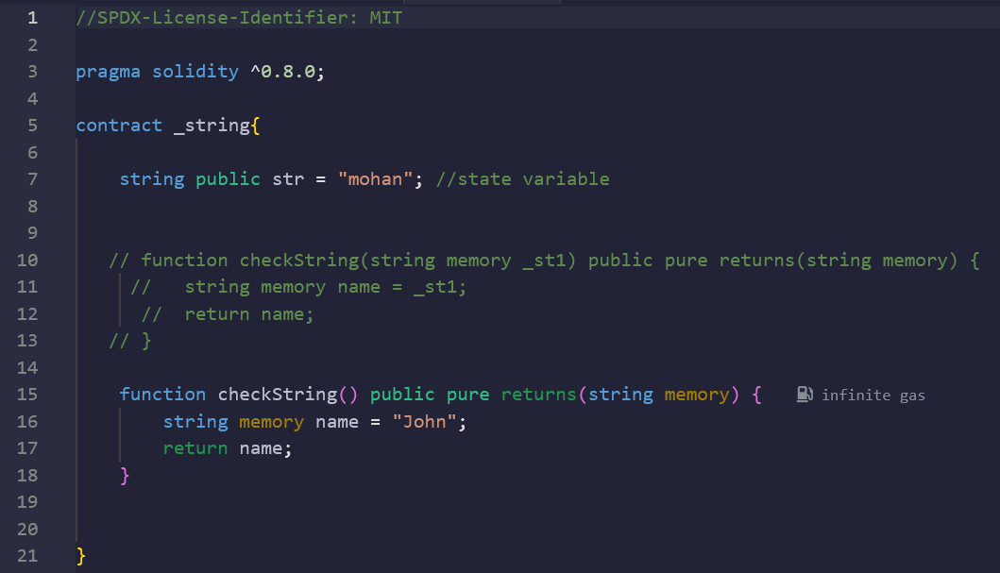 1 //SPDX-License-Identifier: MIT
2
3 pragma solidity ^0.8.0;
4
5 contract _string{
6
7 string public str = "mohan"; //state variable
8
9
10 // function checkString(string memory _st1) public pure returns(string memory) {
11 // string memory name = _st1;
12 // return name;
13 // }
14
15 function checkString() public pure returns(string memory) { infinite gas
16 string memory name = "John";
17 return name;
18 }
19
20
21 }